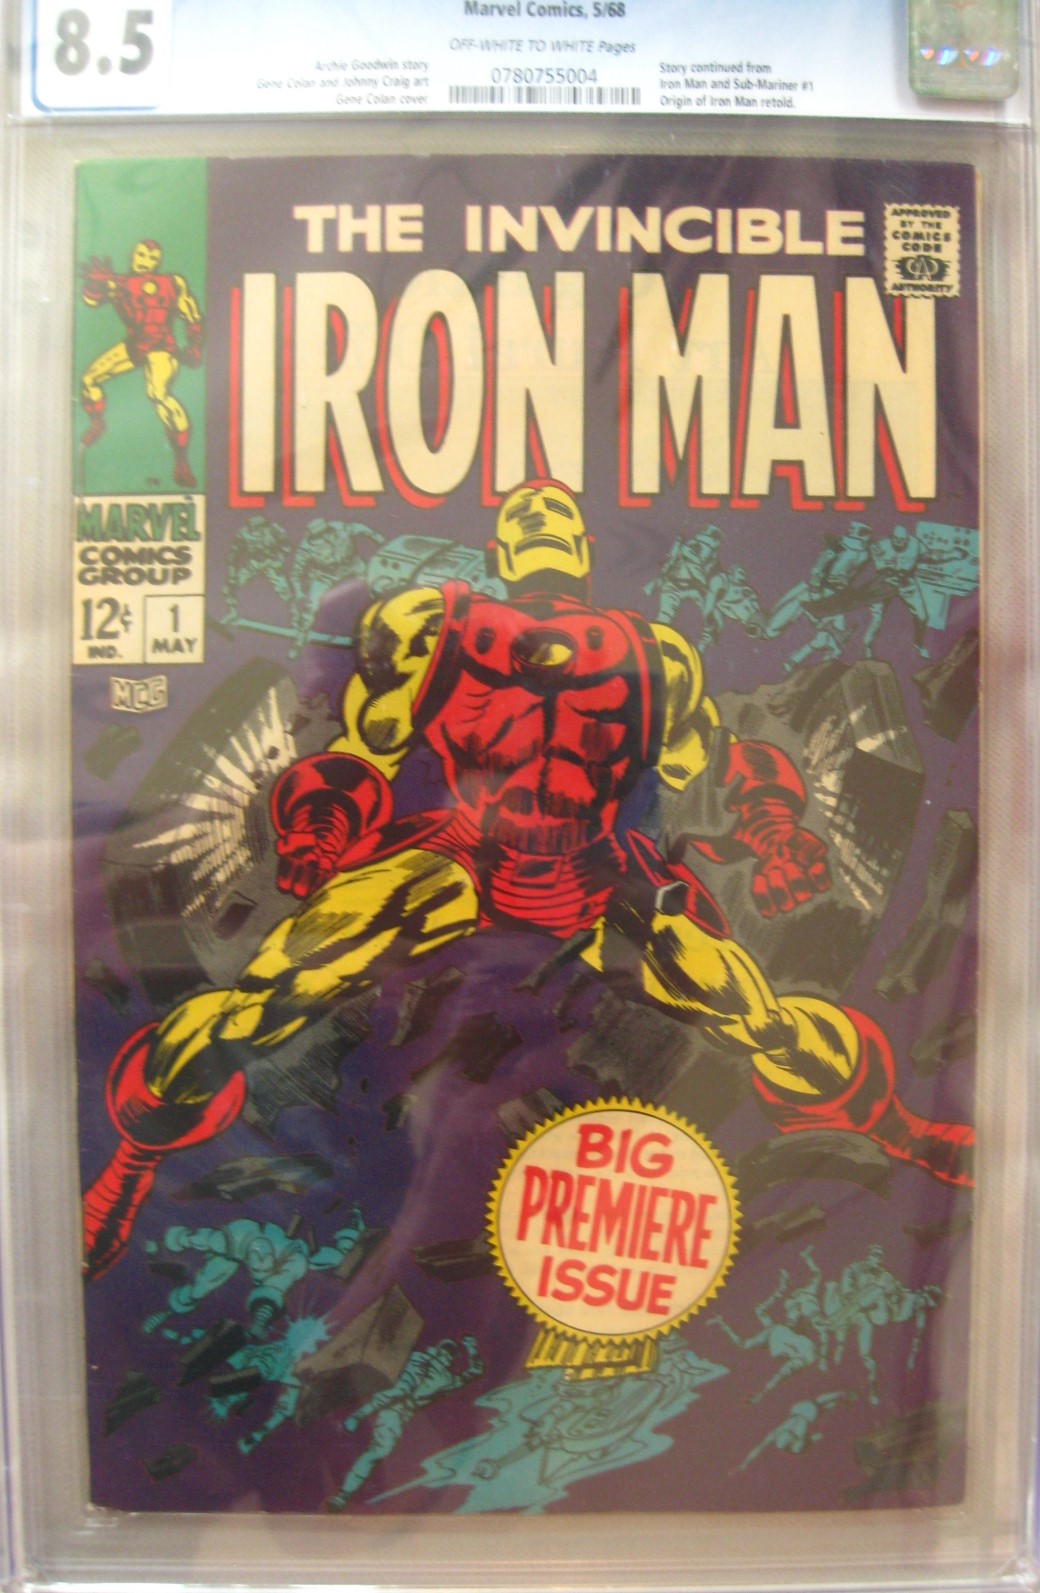 8.5
Marvel Comics, 5/68
OFF-WHITE TO WHITE Pages
Archie Goodwin story
Gene Colan and Johnny Craig art
Gene Colan cover
0780755004
Story continued from
Iron Man and Sub-Mariner #1
Origin of Iron Man retold.
THE INVINCIBLE
IRON MAN
APPROVED
BY THE
COMICS
CODE
CA
AUTHORITY
MARVEL
COMICS
GROUP
12¢
IND.
1
MAY
MCG
BIG
PREMIERE
ISSUE